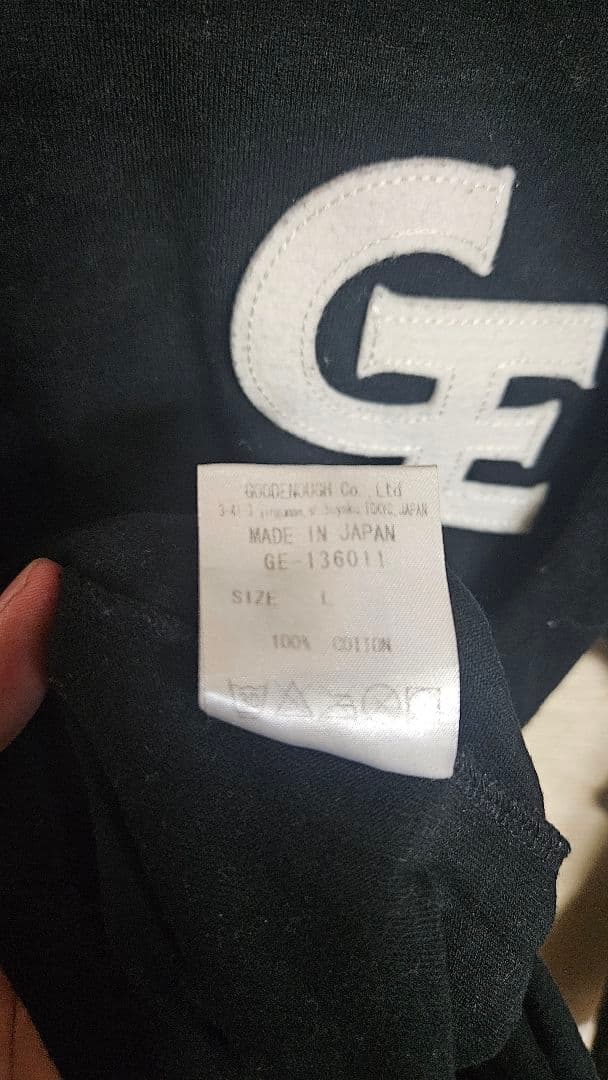 GE
GOODENOUGH Co., Ltd
TOKYO, JAPAN
MADE IN JAPAN
GE-136011
SIZE L
100% COTTON